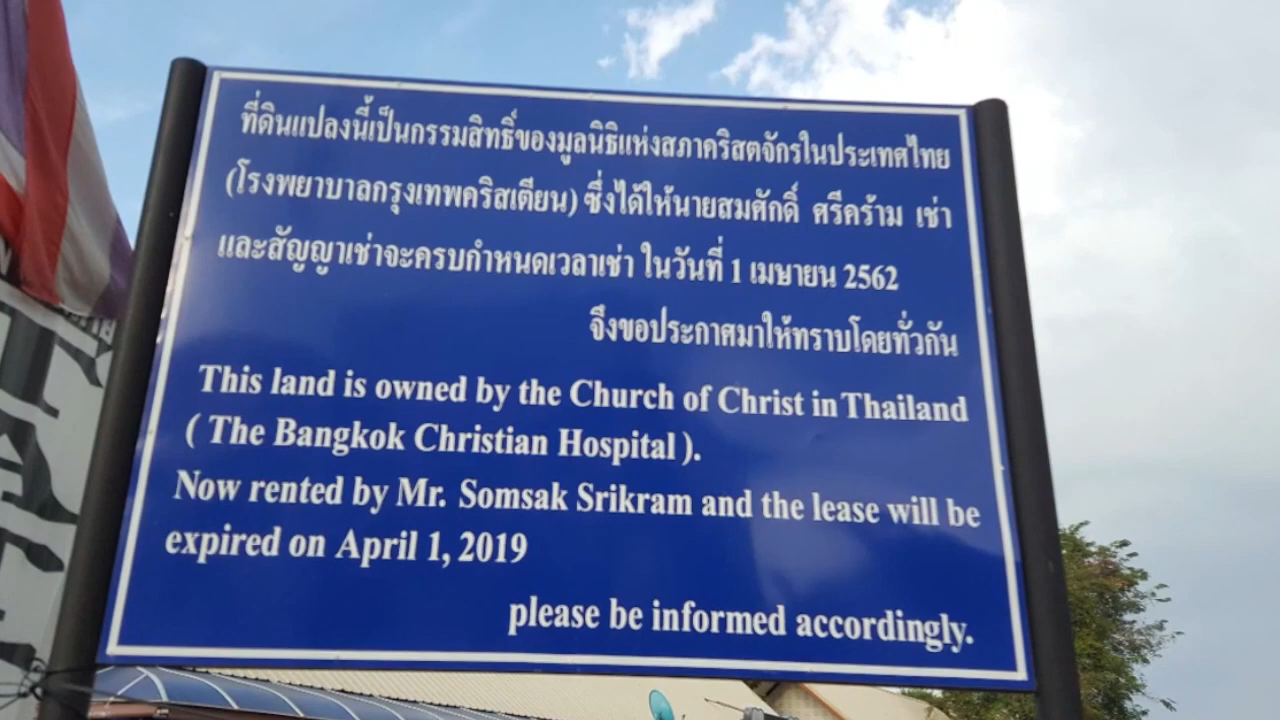 ที่ดินแปลงนี้เป็นกรรมสิทธิ์ของมูลนิธิแห่งสภาคริสตจักรในประเทศไทย
(โรงพยาบาลกรุงเทพคริสเตียน) ซึ่งได้ให้นายสมศักดิ์ ศรีคร้าม เช่า
และสัญญาเช่าจะครบกำหนดเวลาเช่า ในวันที่ 1 เมษายน 2562
จึงขอประกาศมาให้ทราบโดยทั่วกัน
This land is owned by the Church of Christ in Thailand
( The Bangkok Christian Hospital ).
Now rented by Mr. Somsak Srikram and the lease will be
expired on April 1, 2019
please be informed accordingly.